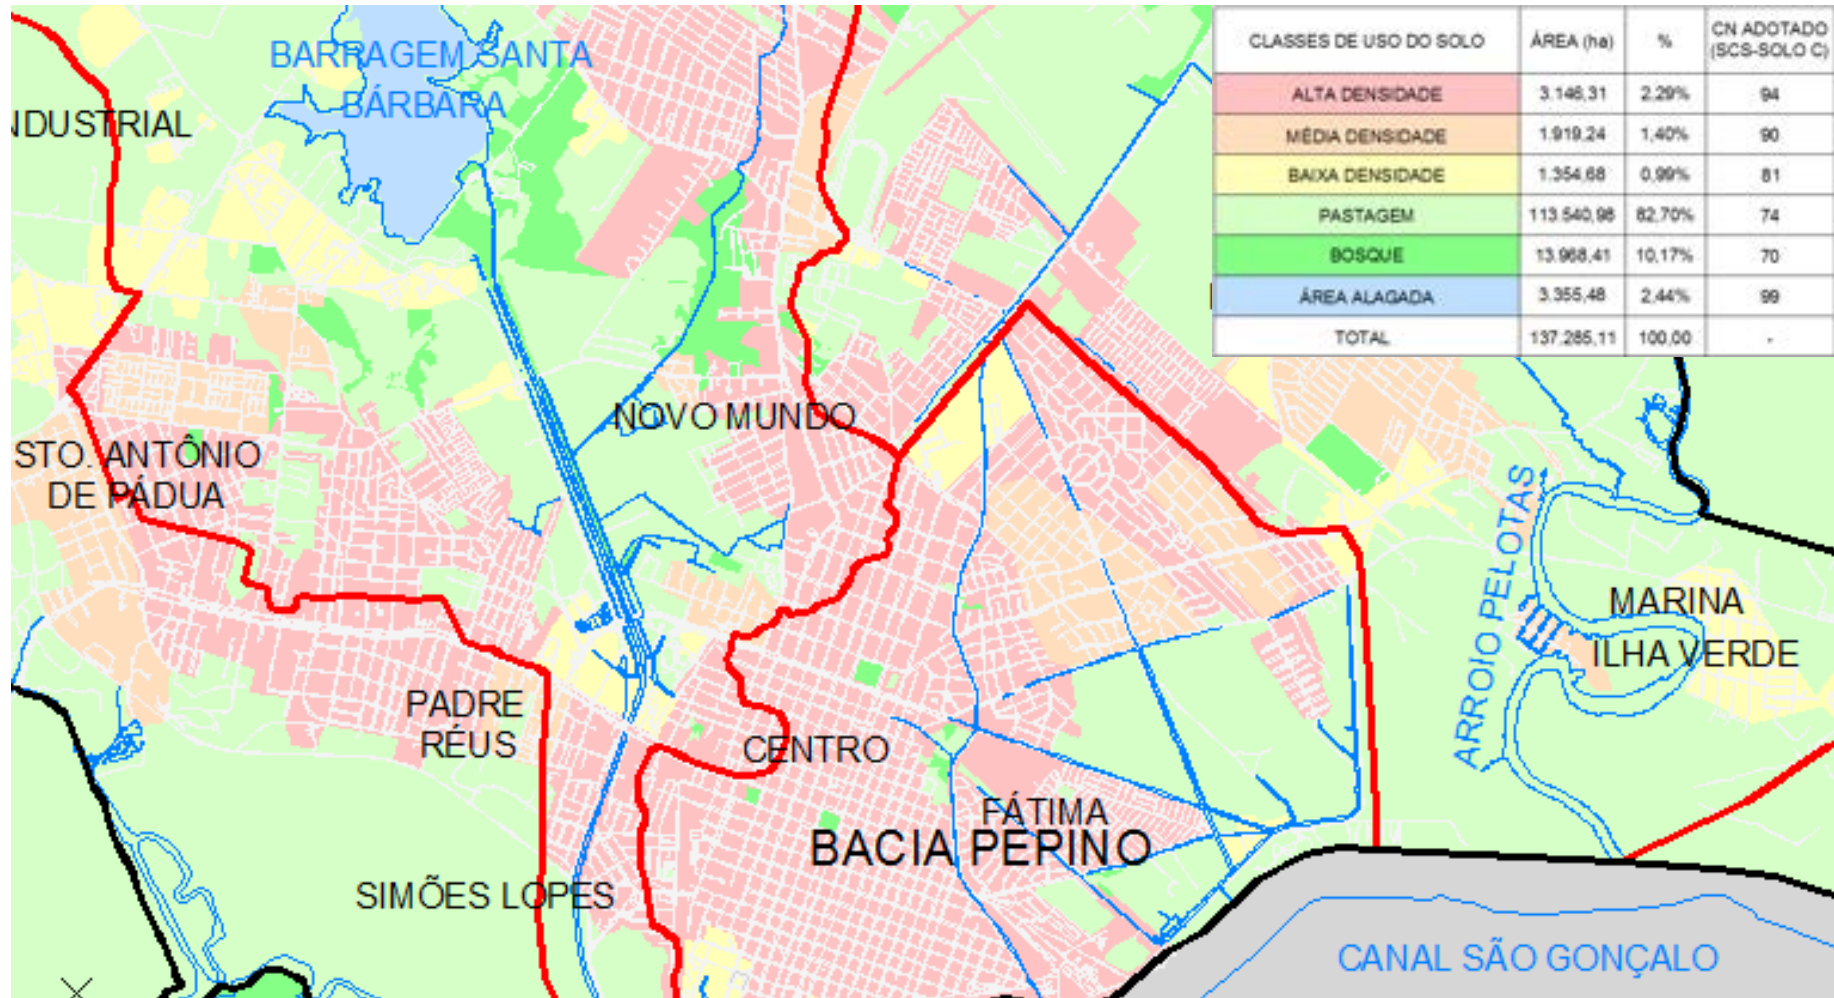 BARRAGEM SANTA
BÁRBARA
NDUSTRIAL
NOVO MUNDO
STO. ANTÔNIO
DE PÁDUA
PADRE
RÉUS
CENTRO
FÁTIMA
BACIA PEPINO
SIMÕES LOPES
ARROIO PELOTAS
MARINA
ILHA VERDE
CANAL SÃO GONÇALO
CLASSES DE USO DO SOLO ÁREA (ha) % CN ADOTADO
(SCS-SOLO C)
ALTA DENSIDADE 3.146,31 2,29% 94
MÉDIA DENSIDADE 1.919,24 1,40% 90
BAIXA DENSIDADE 1.354,68 0,99% 81
PASTAGEM 113.540,98 82,70% 74
BOSQUE 13.968,41 10,17% 70
ÁREA ALAGADA 3.355,48 2,44% 99
TOTAL 137.285,11 100,00 -